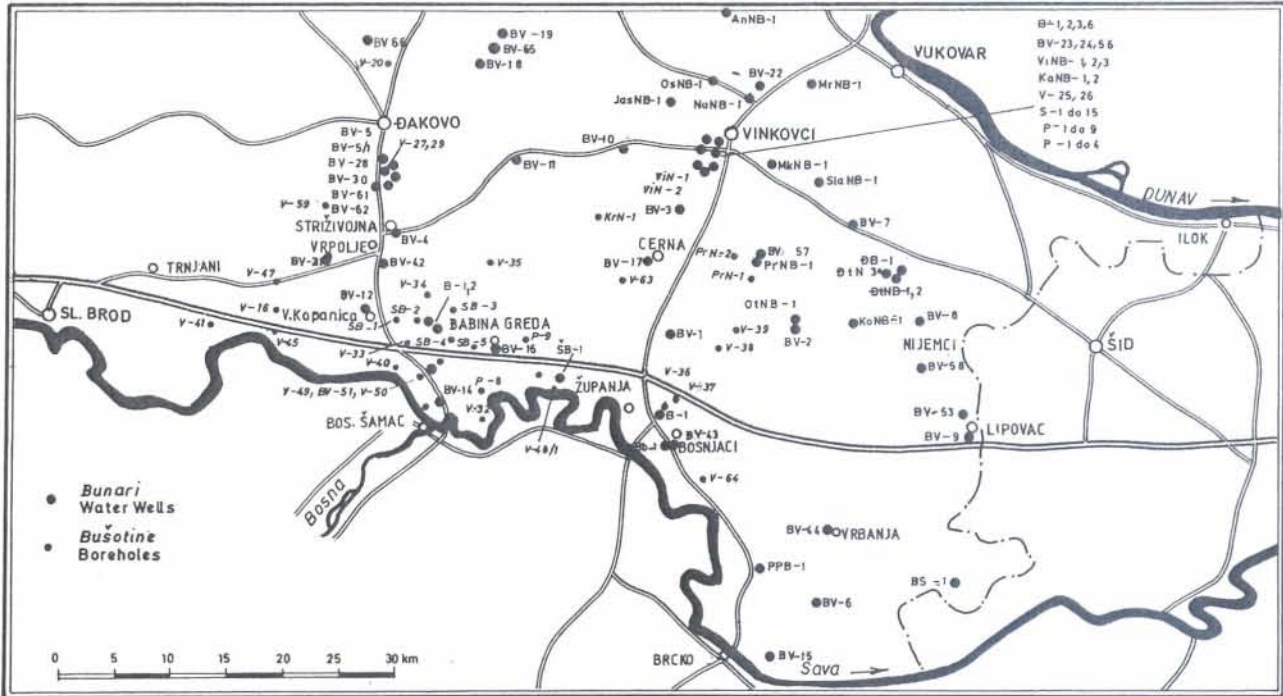 AnNB-1
B-1,2,3,6
BV-23,24,56
ViNB-1,2,3
KaNB-1,2
V-25,26
S-1 do 15
P-1 do 9
P-1 do 4
BV 66
V-20
BV-19
BV-65
BV-18
VUKOVAR
OsNB-1
BV-22
MrNB-1
JasNB-1
NuNB-1
ĐAKOVO
VINKOVCI
BV-5
BV-5/1
V-27,29
BV-28
BV-30
BV-61
BV-62
BV-10
BV-11
MkNB-1
SlaNB-1
ViN-1
ViN-2
V-59
BV-3
KrN-1
BV-7
DUNAV
ILOK
STRIZIVOJNA
VRPOLJE
BV-4
BV-42
TRNJANI
V-47
V-35
CERNA
BV-17
V-63
PrN-2
BV 57
PrNB-1
PrN-1
ĐB-1
ĐtN 3
ĐtNB-1,2
SL. BROD
V-41
V-16
V-45
BV-12
V.Kopanica
V-34
B-1,2
SB-3
SB-2
SB-1
BABINA GREDA
P-9
SB-4
SB-5
BV-16
ŠB-1
V-33
V-40
OtNB-1
BV-1
V-39
BV-2
V-38
KoNB-1
BV-8
NIJEMCI
BV-58
ŠID
V-49, BV-51, V-50
BV-14
P-8
V-32
BOS. ŠAMAC
V-48/1
ŽUPANJA
V-36
V-37
B-1
BV-43
BOSNJACI
BV-53
LIPOVAC
BV-9
V-64
Bosna
Bunari
Water Wells
Bušotine
Boreholes
BV-44
VRBANJA
PPB-1
BS-1
BV-6
BRCKO
BV-15
Sava
0 5 10 15 20 25 30 km